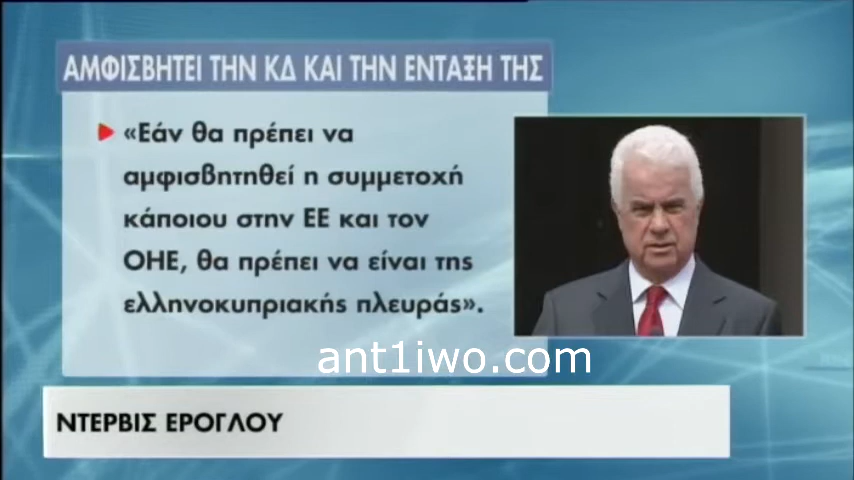 ΑΜΦΙΣΒΗΤΕΙ ΤΗΝ ΚΔ ΚΑΙ ΤΗΝ ΕΝΤΑΞΗ ΤΗΣ
«Εάν θα πρέπει να
αμφισβητηθεί η συμμετοχή
κάποιου στην ΕΕ και τον
ΟΗΕ, θα πρέπει να είναι της
ελληνοκυπριακής πλευράς».
ant1iwo.com
ΝΤΕΡΒΙΣ ΕΡΟΓΛΟΥ